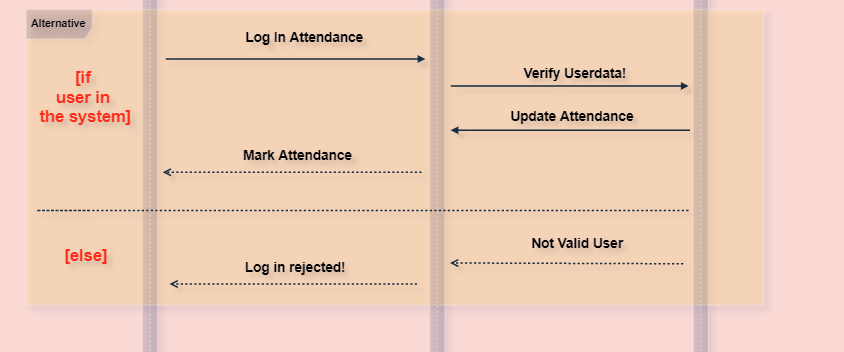 Alternative
Log In Attendance
[if
user in
the system]
Verify Userdata!
Update Attendance
Mark Attendance
Not Valid User
[else]
Log in rejected!